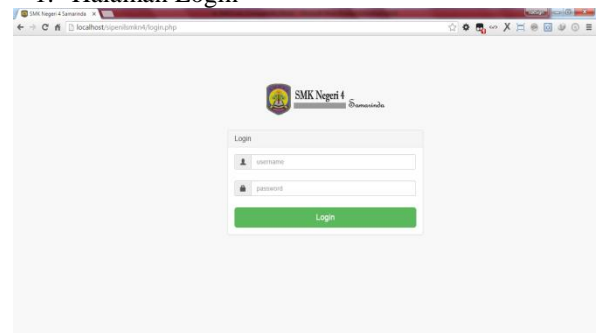 1. Halaman Login
SMK Negeri 4 Samarinda
localhost/sipenilsmkn4/login.php
SMK Negeri 4
Samarinda
Login
username
password
Login